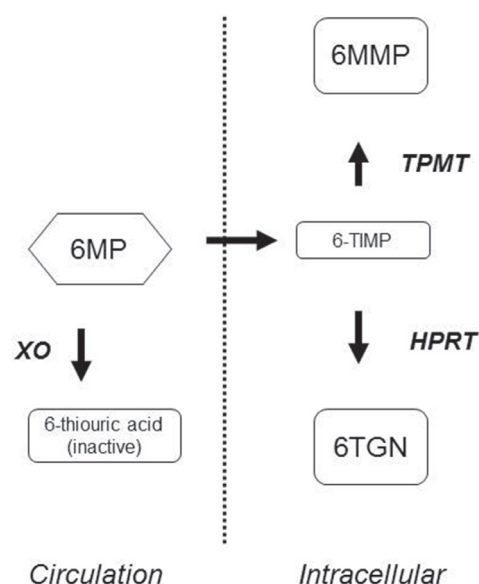 6MMP
TPMT
6MP
6-TIMP
XO
HPRT
6-thiouric acid
(inactive)
6TGN
Circulation
Intracellular